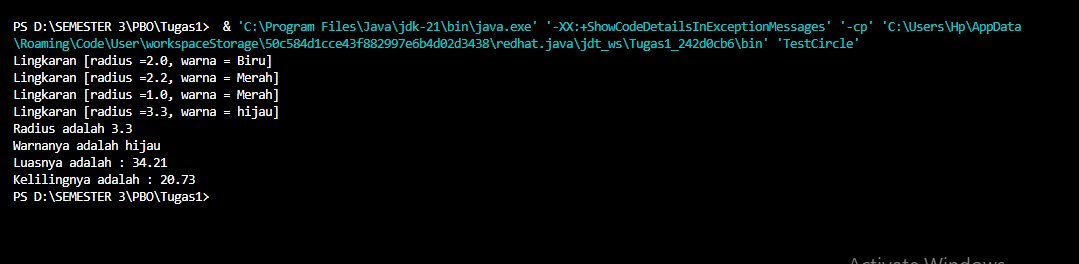 PS D:\SEMESTER 3\PBO\Tugas1>  & 'C:\Program Files\Java\jdk-21\bin\java.exe' '-XX:+ShowCodeDetailsInExceptionMessages' '-cp' 'C:\Users\Hp\AppData
\Roaming\Code\User\workspaceStorage\50c584d1cce43f882997e6b4d02d3438\redhat.java\jdt_ws\Tugas1_242d0cb6\bin' 'TestCircle'
Lingkaran [radius =2.0, warna = Biru]
Lingkaran [radius =2.2, warna = Merah]
Lingkaran [radius =1.0, warna = Merah]
Lingkaran [radius =3.3, warna = hijau]
Radius adalah 3.3
Warnanya adalah hijau
Luasnya adalah : 34.21
Kelilingnya adalah : 20.73
PS D:\SEMESTER 3\PBO\Tugas1>
Activate Windows